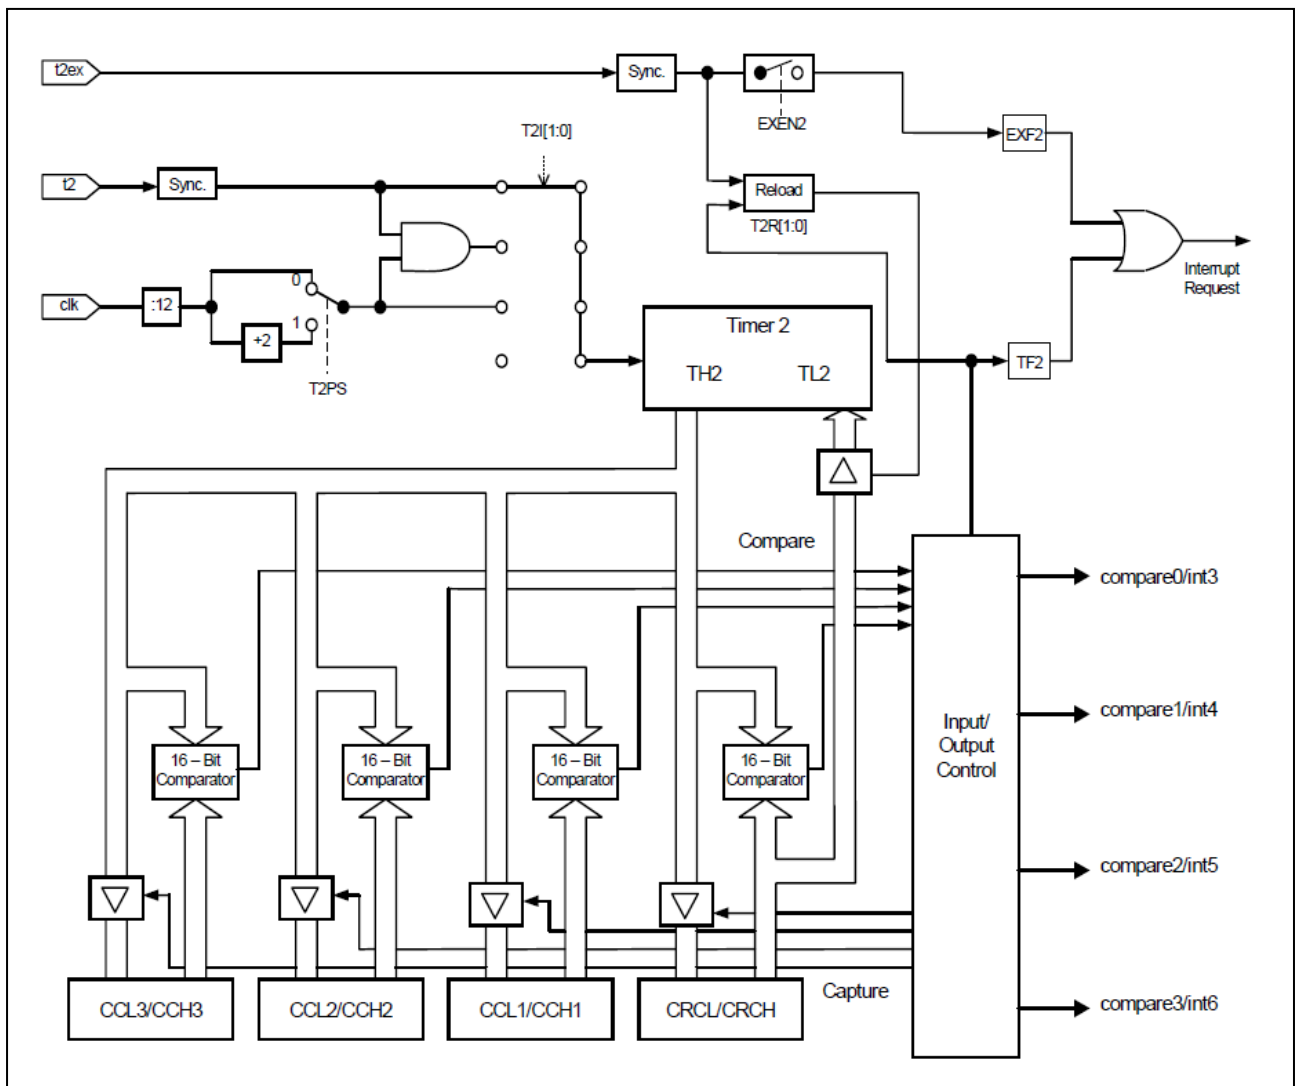 t2ex
Sync.
EXEN2
EXF2
T2I[1:0]
t2
Sync.
Reload
T2R[1:0]
Interrupt
Request
clk
:12
0
1
+2
T2PS
Timer 2
TH2
TL2
TF2
Compare
compare0/int3
compare1/int4
Input/
Output
Control
16 – Bit
Comparator
16 – Bit
Comparator
16 – Bit
Comparator
16 – Bit
Comparator
compare2/int5
Capture
CCL3/CCH3
CCL2/CCH2
CCL1/CCH1
CRCL/CRCH
compare3/int6